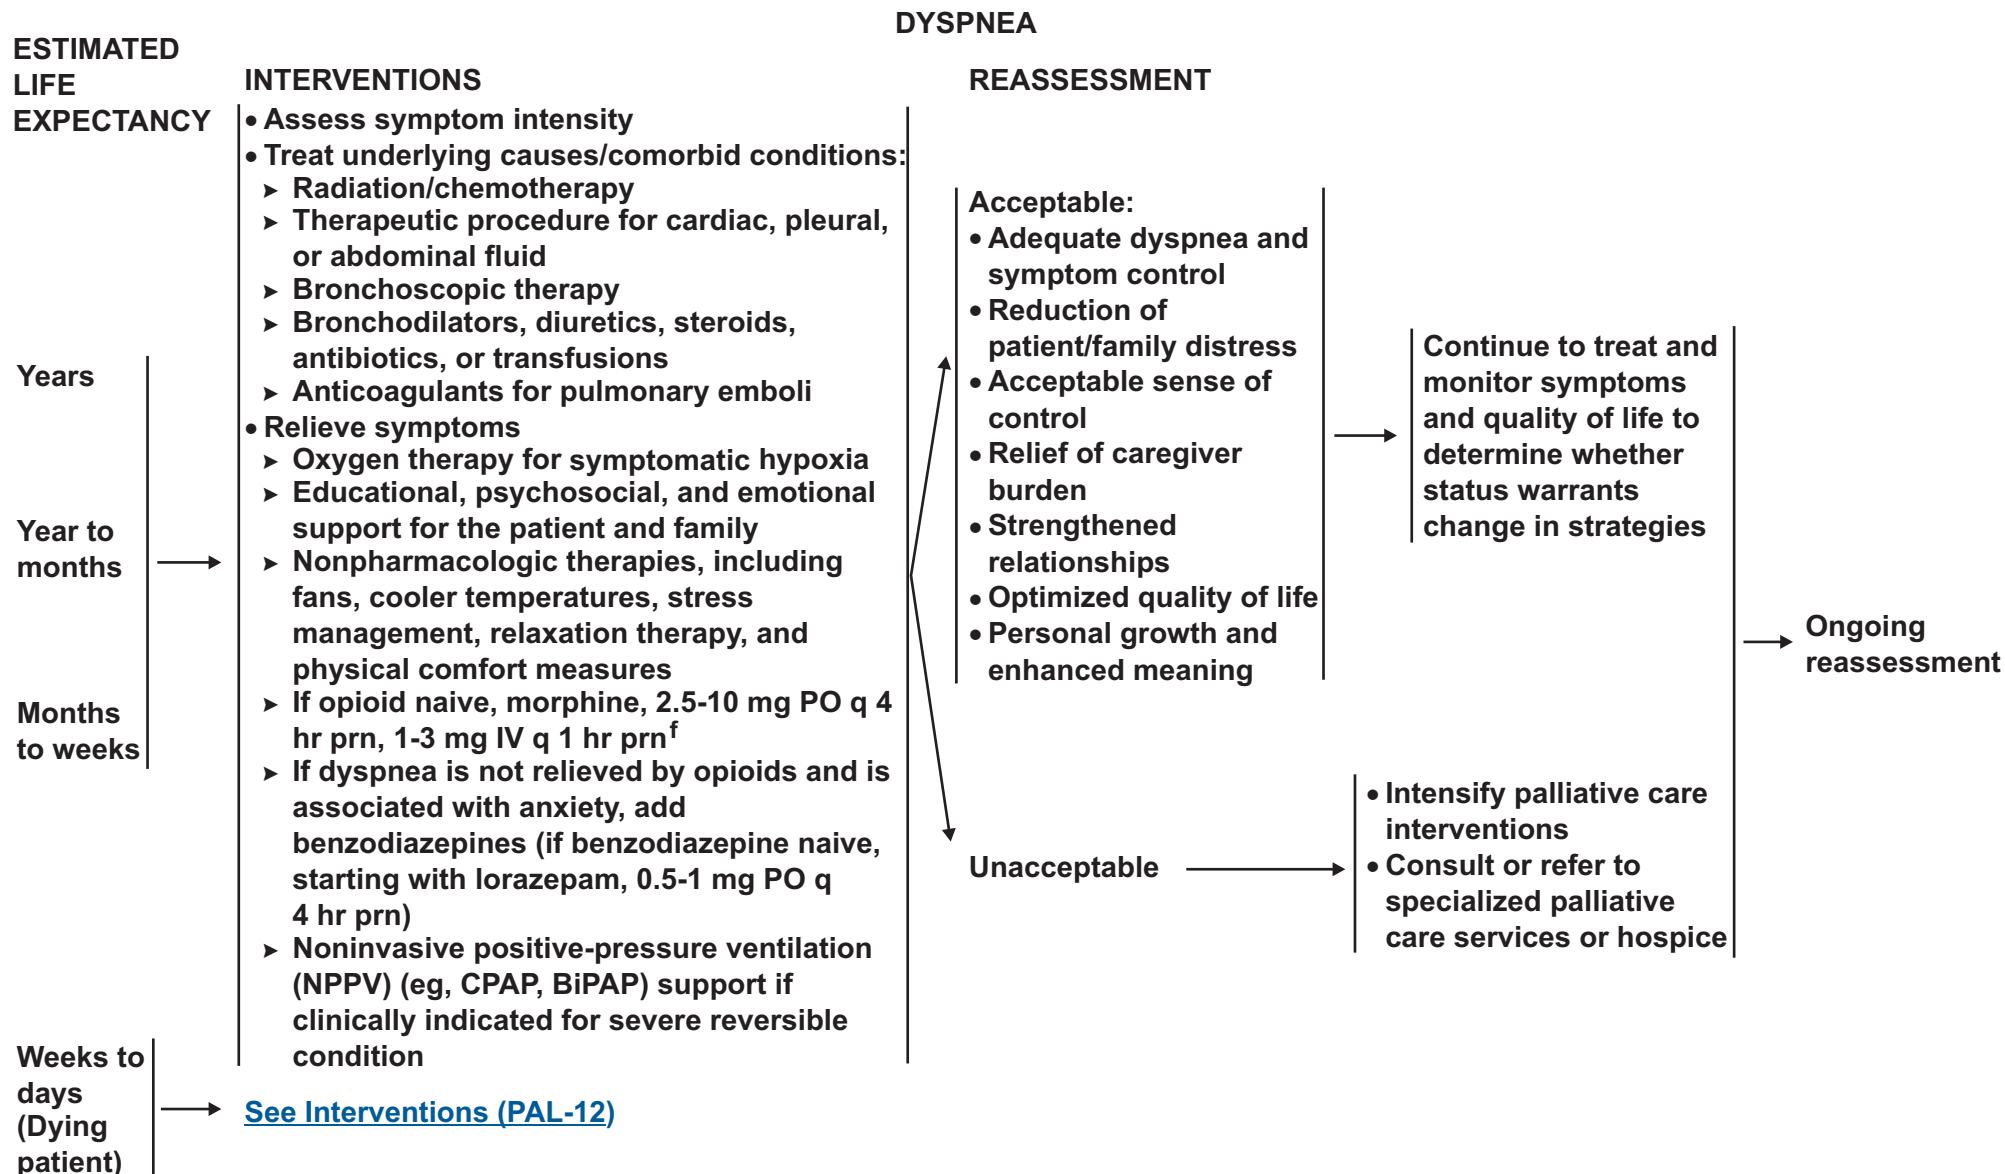 DYSPNEA
ESTIMATED
LIFE
EXPECTANCY
INTERVENTIONS
REASSESSMENT
Years
Year to
months
Months
to weeks
• Assess symptom intensity
• Treat underlying causes/comorbid conditions:
➤ Radiation/chemotherapy
➤ Therapeutic procedure for cardiac, pleural,
or abdominal fluid
➤ Bronchoscopic therapy
➤ Bronchodilators, diuretics, steroids,
antibiotics, or transfusions
➤ Anticoagulants for pulmonary emboli
• Relieve symptoms
➤ Oxygen therapy for symptomatic hypoxia
➤ Educational, psychosocial, and emotional
support for the patient and family
➤ Nonpharmacologic therapies, including
fans, cooler temperatures, stress
management, relaxation therapy, and
physical comfort measures
➤ If opioid naive, morphine, 2.5-10 mg PO q 4
hr prn, 1-3 mg IV q 1 hr prn^f
➤ If dyspnea is not relieved by opioids and is
associated with anxiety, add
benzodiazepines (if benzodiazepine naive,
starting with lorazepam, 0.5-1 mg PO q
4 hr prn)
➤ Noninvasive positive-pressure ventilation
(NPPV) (eg, CPAP, BiPAP) support if
clinically indicated for severe reversible
condition
Acceptable:
• Adequate dyspnea and
symptom control
• Reduction of
patient/family distress
• Acceptable sense of
control
• Relief of caregiver
burden
• Strengthened
relationships
• Optimized quality of life
• Personal growth and
enhanced meaning
Continue to treat and
monitor symptoms
and quality of life to
determine whether
status warrants
change in strategies
Unacceptable
• Intensify palliative care
interventions
• Consult or refer to
specialized palliative
care services or hospice
Ongoing
reassessment
Weeks to
days
(Dying
patient)
See Interventions (PAL-12)